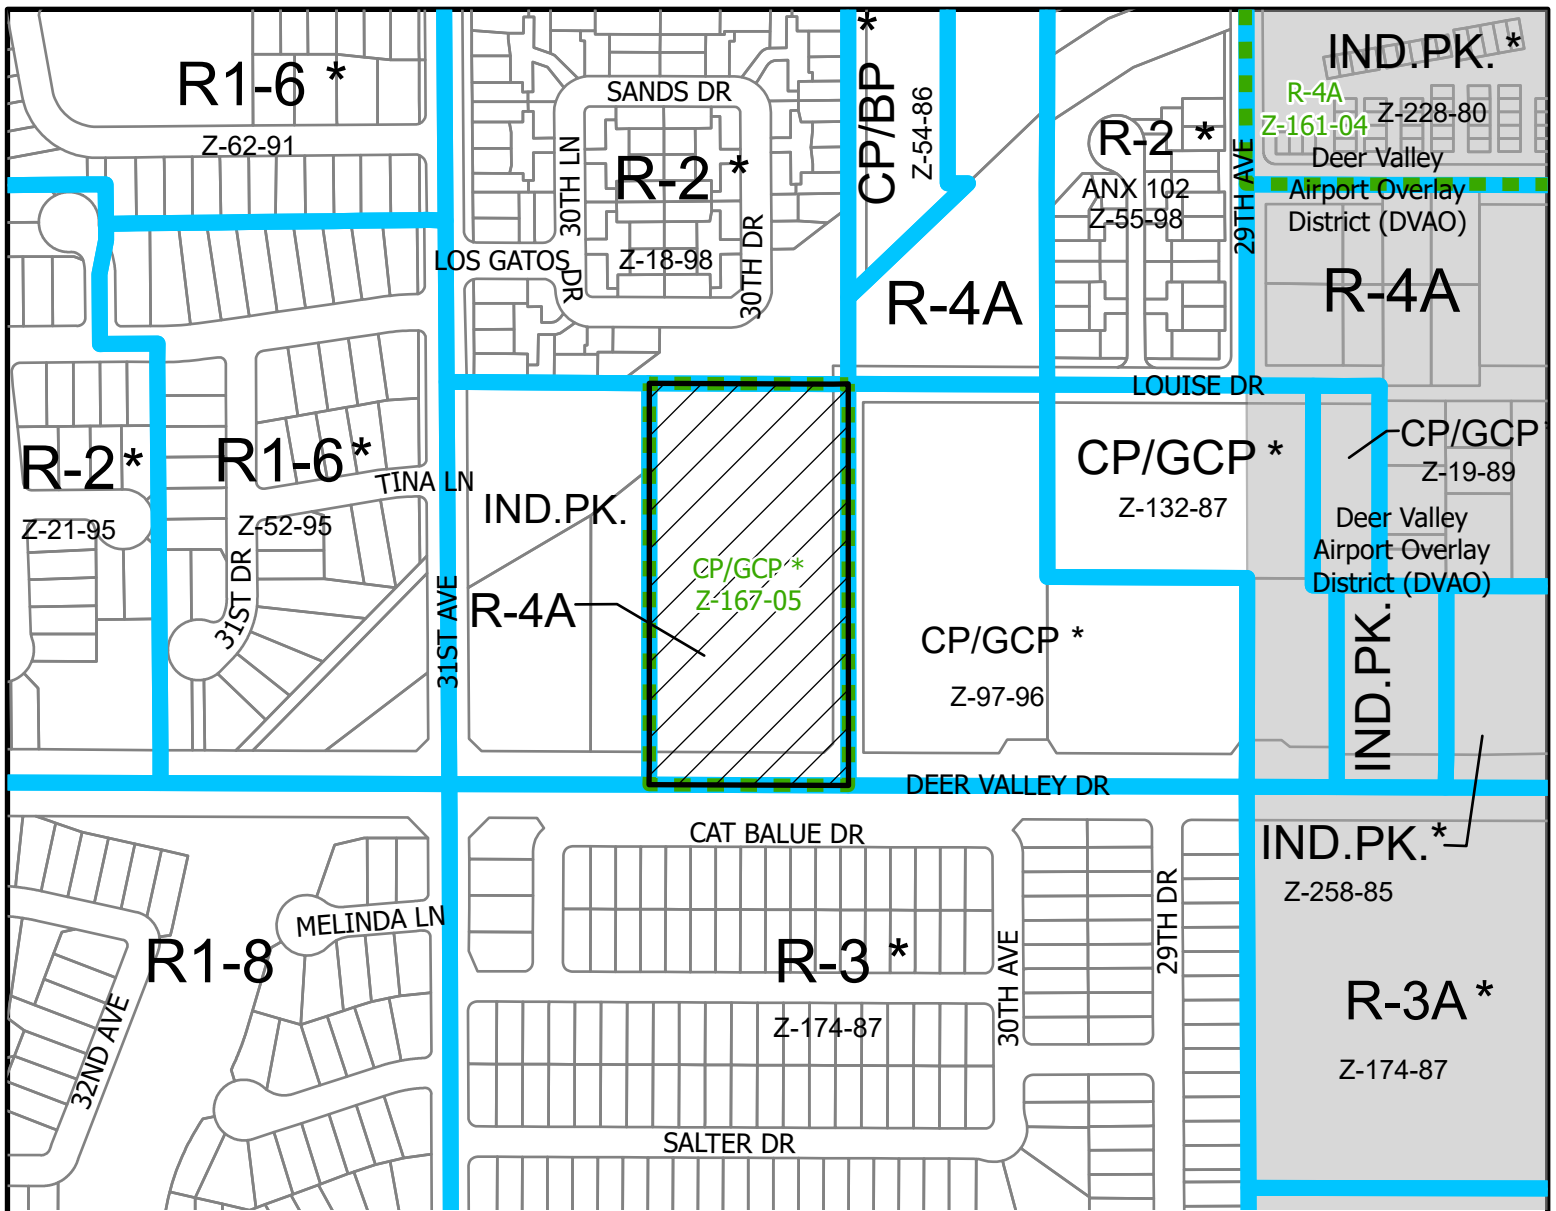 R1-6 *
Z-62-91
SANDS DR
30TH LN
R-2 *
Z-18-98
30TH DR
LOS GATOS
DR
CP/BP *
Z-54-86
R-4A
R-2 *
ANX 102
Z-55-98
29TH AVE
IND.PK. *
R-4A
Z-161-04
Z-228-80
Deer Valley
Airport Overlay
District (DVAO)
R-4A
LOUISE DR
R-2 *
Z-21-95
R1-6 *
Z-52-95
TINA LN
31ST DR
31ST AVE
IND.PK.
R-4A
CP/GCP *
Z-167-05
CP/GCP *
Z-132-87
CP/GCP *
Z-19-89
Deer Valley
Airport Overlay
District (DVAO)
CP/GCP *
Z-97-96
IND.PK.
DEER VALLEY DR
IND.PK. *
Z-258-85
CAT BALUE DR
MELINDA LN
R1-8
32ND AVE
R-3 *
Z-174-87
30TH AVE
29TH DR
R-3A *
Z-174-87
SALTER DR